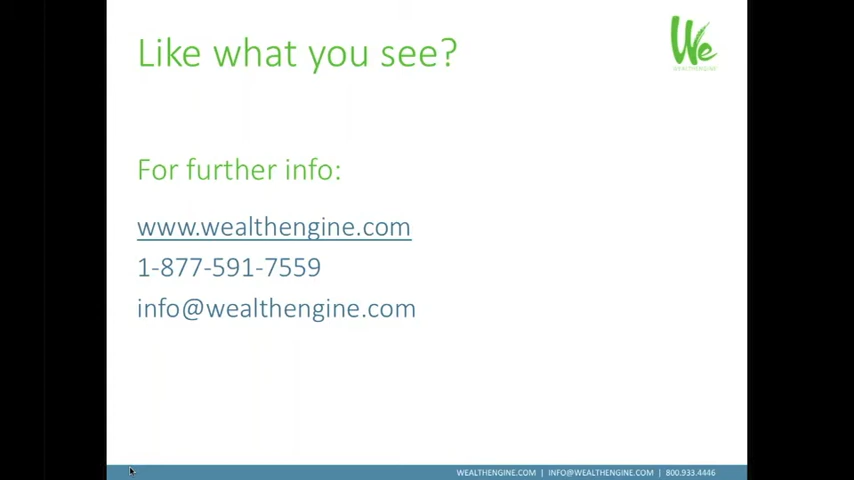 Like what you see?
We
WEALTHENGINE
For further info:
www.wealthengine.com
1-877-591-7559
info@wealthengine.com
WEALTHENGINE.COM | INFO@WEALTHENGINE.COM | 800.933.4446